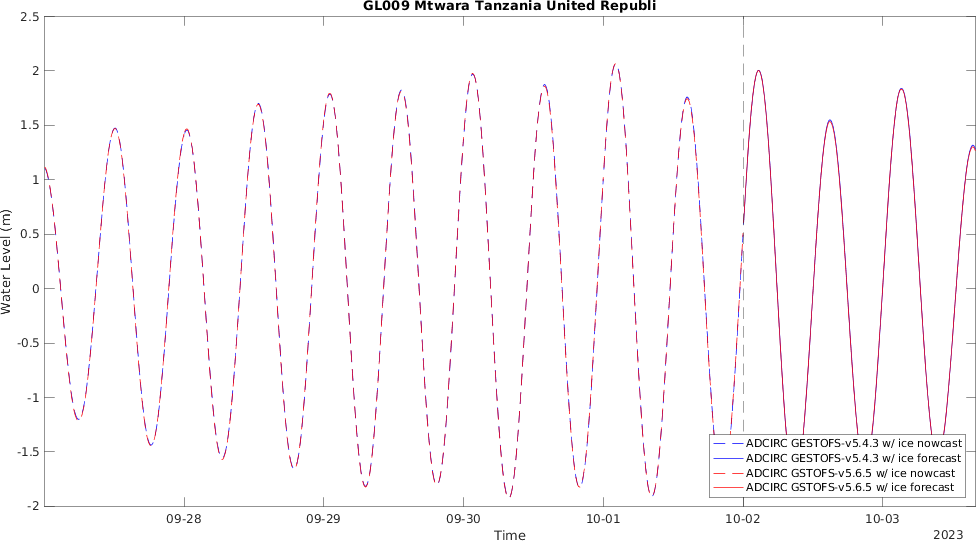 GL009 Mtwara Tanzania United Republi
2.5
2
1.5
1
0.5
0
-0.5
-1
-1.5
-2
Water Level (m)
09-28
09-29
09-30
10-01
10-02
10-03
Time
2023
ADCIRC GESTOFS-v5.4.3 w/ ice nowcast
ADCIRC GESTOFS-v5.4.3 w/ ice forecast
ADCIRC GSTOFS-v5.6.5 w/ ice nowcast
ADCIRC GSTOFS-v5.6.5 w/ ice forecast